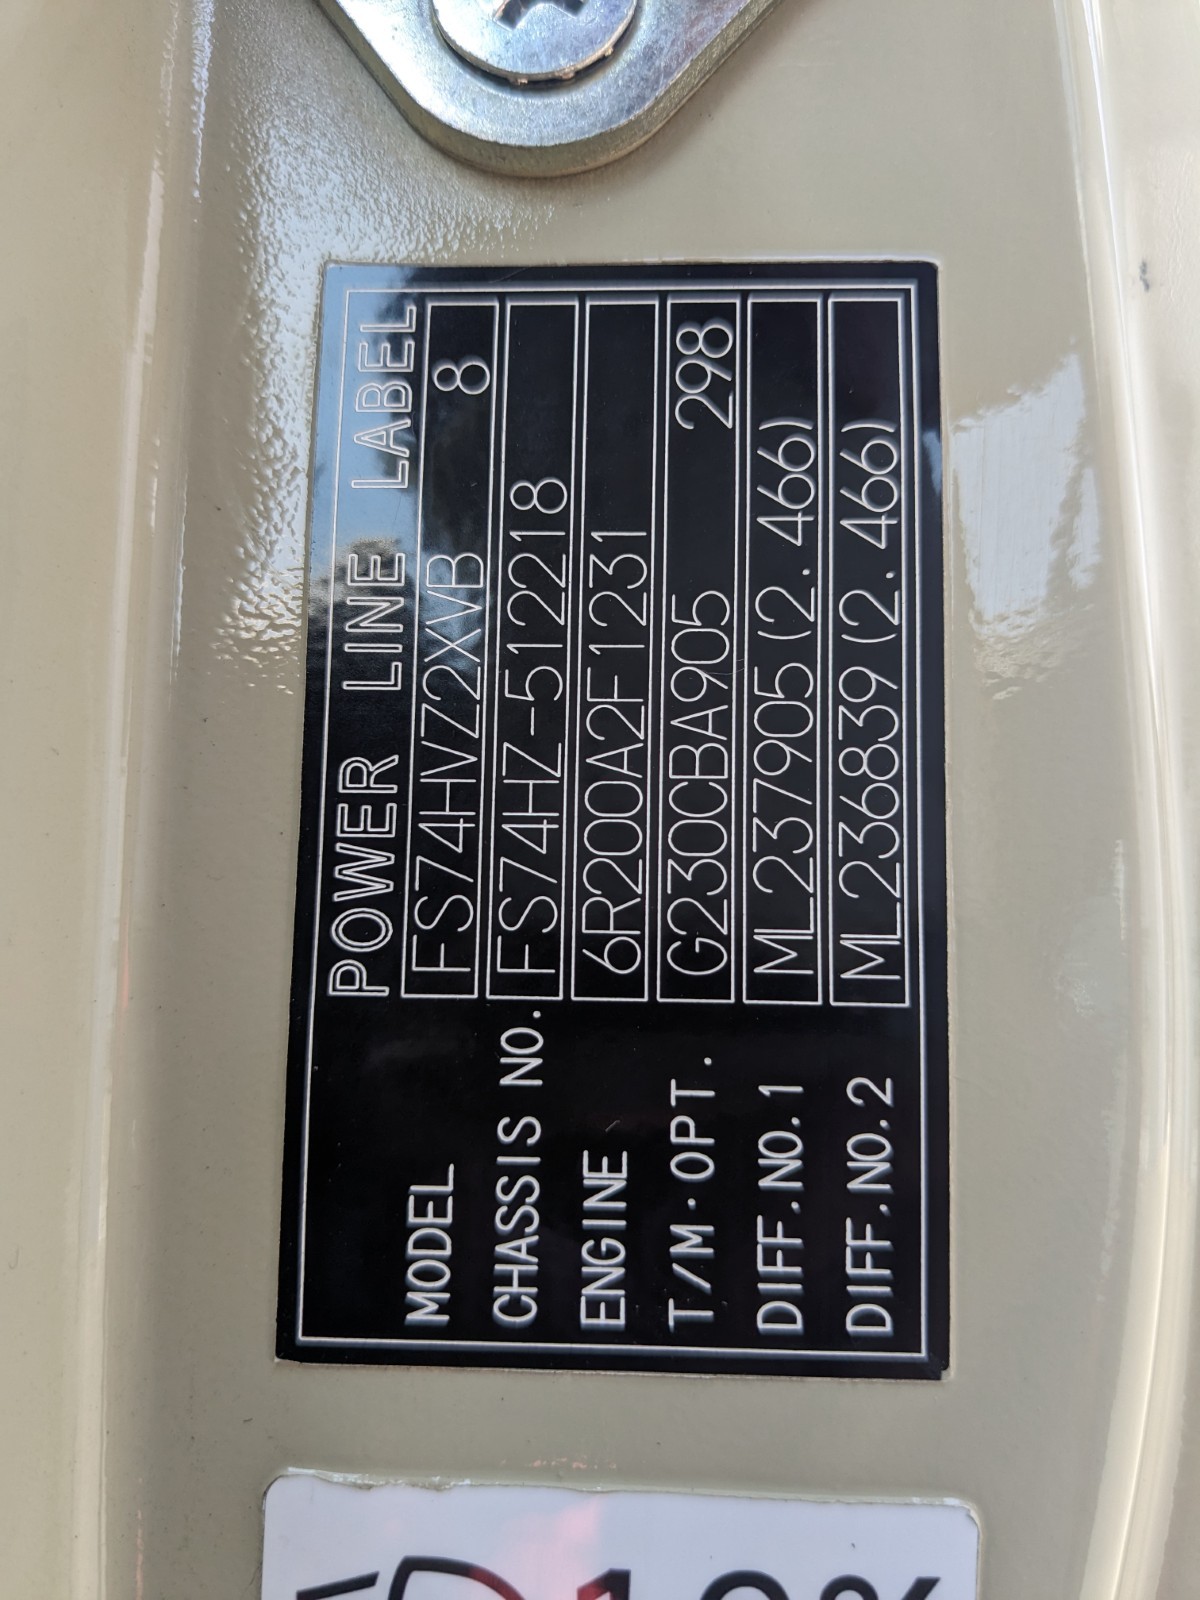 POWER LINE LABEL
MODEL FS74HVZ2XVB 8
CHASSIS NO. FS74HZ-512218
ENGINE 6R200A2F1231
T/M·OPT. G230CBA905 298
DIFF.NO.1 ML237905(2.466)
DIFF.NO.2 ML236839(2.466)